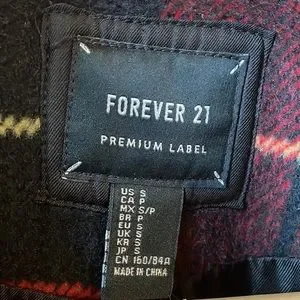 FOREVER 21
PREMIUM LABEL
US S
CA P
MX S/P
BR P
EU S
UK S
KR S
JP S
CN 160/84A
MADE IN CHINA